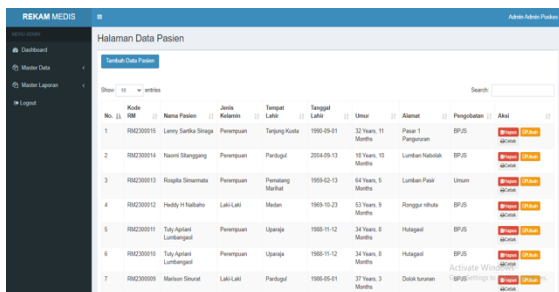 REKAM MEDIS
Admin Admin Puskes
MENU ADMIN
Dashboard
Master Data
Master Laporan
Logout
Halaman Data Pasien
Tambah Data Pasien
Show 10 entries
Search:
No. Kode RM Nama Pasien Jenis Kelamin Tempat Lahir Tanggal Lahir Umur Alamat Pengobatan Aksi
1 RM2300015 Lenny Sartika Sinaga Perempuan Tanjung Kusta 1990-09-01 32 Years, 11 Months Pasar 1 Pangururan BPJS Hapus Ubah Cetak
2 RM2300014 Naomi Sitanggang Perempuan Pardugul 2004-09-13 18 Years, 10 Months Lumban Nabolak BPJS Hapus Ubah Cetak
3 RM2300013 Rospita Simarmata Perempuan Pematang Marihat 1959-02-13 64 Years, 5 Months Lumban Pasir Umum Hapus Ubah Cetak
4 RM2300012 Heddy H Naibaho Laki-Laki Medan 1969-10-23 53 Years, 9 Months Ronggur nihuta BPJS Hapus Ubah Cetak
5 RM2300011 Tuly Apriani Lumbangaol Perempuan Uparaja 1988-11-12 34 Years, 8 Months Hutagaol BPJS Hapus Ubah Cetak
6 RM2300010 Tuly Apriani Lumbangaol Perempuan Uparaja 1988-11-12 34 Years, 8 Months Hutagaol BPJS Hapus Ubah Cetak
7 RM2300009 Marison Sinurat Laki-Laki Pardugul 1986-05-01 37 Years, 3 Months Dolok tururan BPJS Hapus Ubah Cetak
Activate Windows